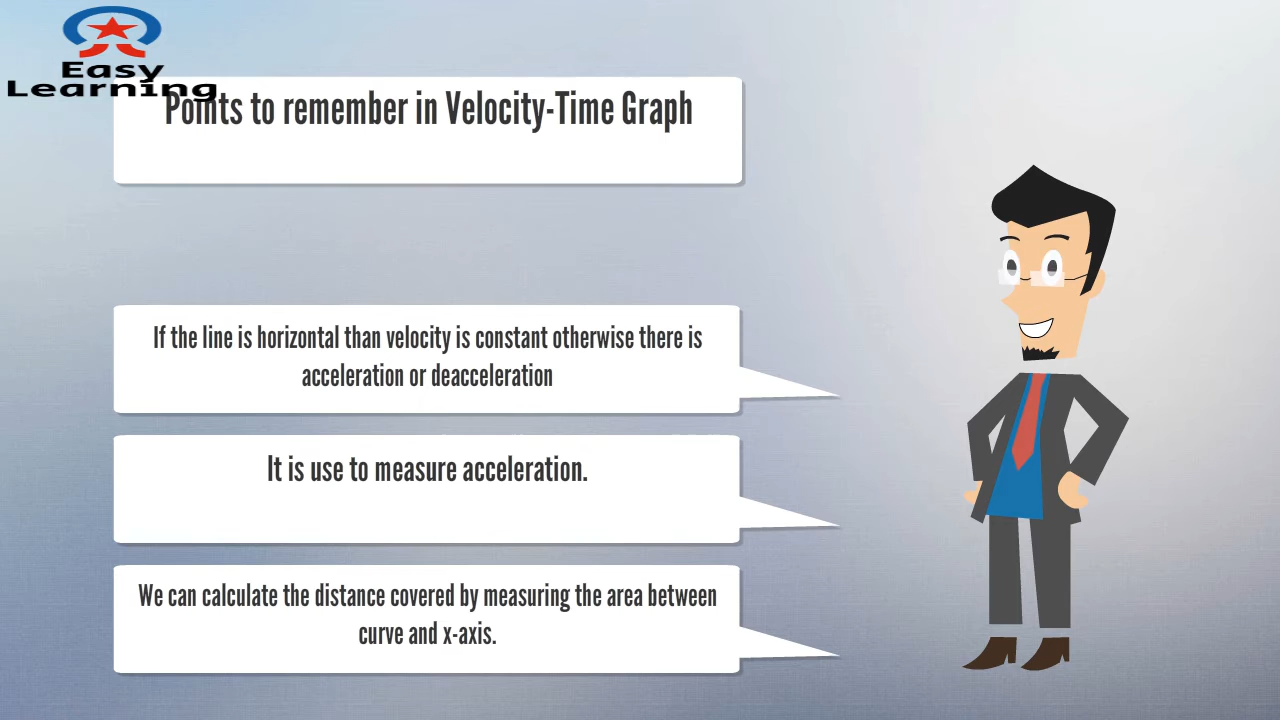 Easy
Learning
Points to remember in Velocity-Time Graph
If the line is horizontal than velocity is constant otherwise there is
acceleration or deacceleration
It is use to measure acceleration.
We can calculate the distance covered by measuring the area between
curve and x-axis.